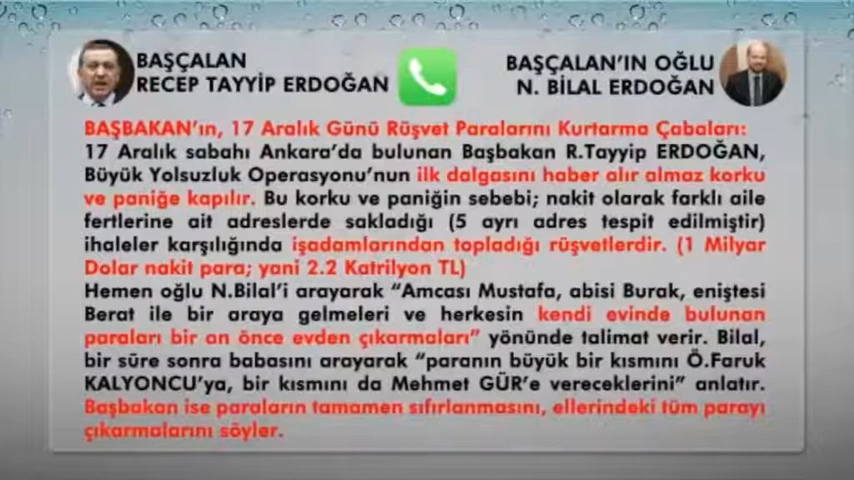 BAŞÇALAN
RECEP TAYYİP ERDOĞAN
BAŞÇALAN'IN OĞLU
N. BİLAL ERDOĞAN
BAŞBAKAN'ın, 17 Aralık Günü Rüşvet Paralarını Kurtarma Çabaları:
17 Aralık sabahı Ankara'da bulunan Başbakan R.Tayyip ERDOĞAN,
Büyük Yolsuzluk Operasyonu'nun ilk dalgasını haber alır almaz korku
ve paniğe kapılır. Bu korku ve paniğin sebebi; nakit olarak farklı aile
fertlerine ait adreslerde sakladığı (5 ayrı adres tespit edilmiştir)
ihaleler karşılığında işadamlarından topladığı rüşvetlerdir. (1 Milyar
Dolar nakit para; yani 2.2 Katrilyon TL)
Hemen oğlu N.Bilal'i arayarak “Amcası Mustafa, abisi Burak, eniştesi
Berat ile bir araya gelmeleri ve herkesin kendi evinde bulunan
paraları bir an önce evden çıkarmaları” yönünde talimat verir. Bilal,
bir süre sonra babasını arayarak “paranın büyük bir kısmını Ö.Faruk
KALYONCU'ya, bir kısmını da Mehmet GÜR'e vereceklerini” anlatır.
Başbakan ise paraların tamamen sıfırlanmasını, ellerindeki tüm parayı
çıkarmalarını söyler.